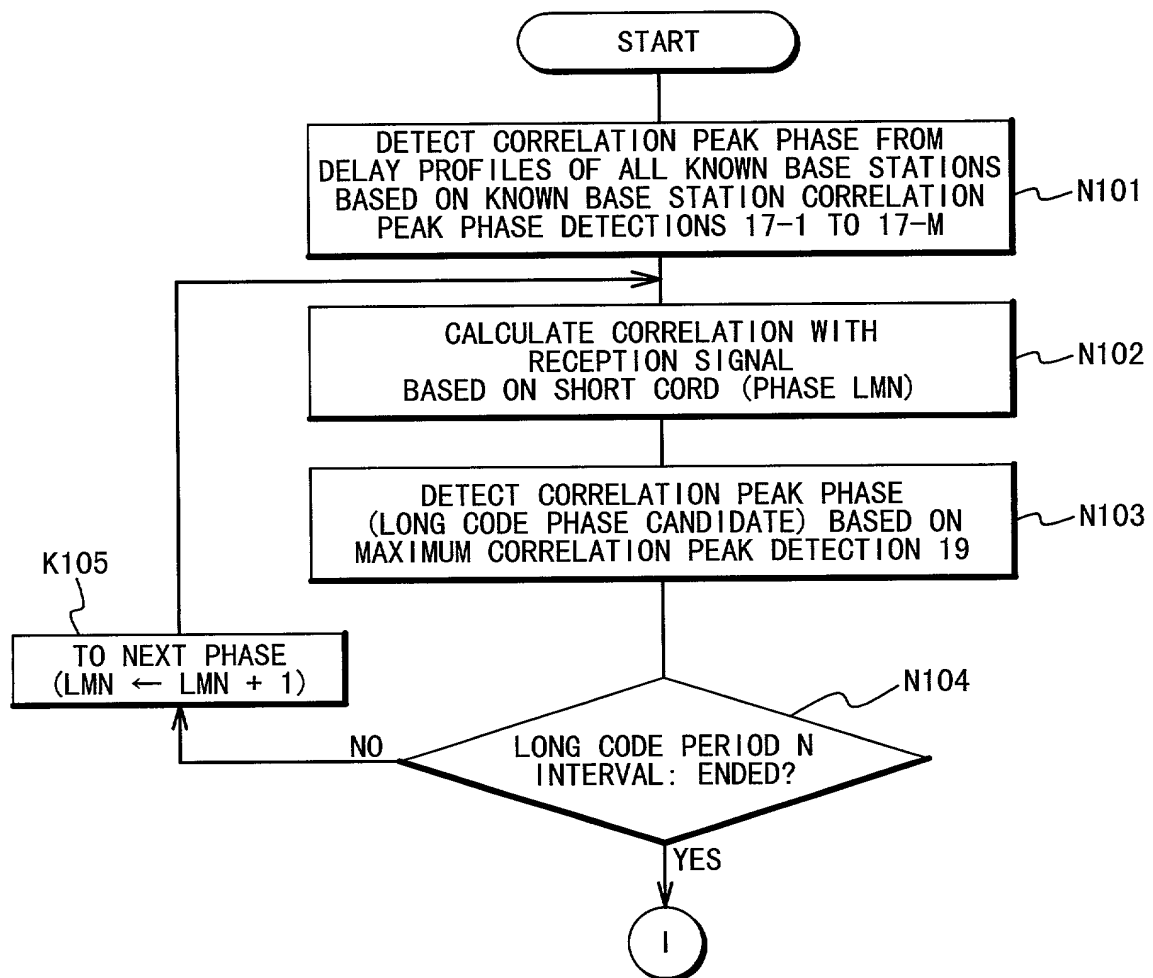 START
DETECT CORRELATION PEAK PHASE FROM
DELAY PROFILES OF ALL KNOWN BASE STATIONS
BASED ON KNOWN BASE STATION CORRELATION
PEAK PHASE DETECTIONS 17-1 TO 17-M
N101
CALCULATE CORRELATION WITH
RECEPTION SIGNAL
BASED ON SHORT CORD (PHASE LMN)
N102
DETECT CORRELATION PEAK PHASE
(LONG CODE PHASE CANDIDATE) BASED ON
MAXIMUM CORRELATION PEAK DETECTION 19
N103
K105
TO NEXT PHASE
(LMN ← LMN + 1)
N104
NO
LONG CODE PERIOD N
INTERVAL: ENDED?
YES
I